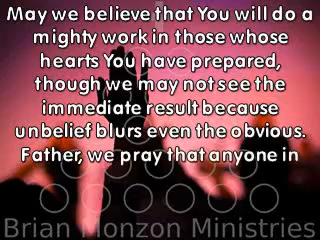 May we believe that You will do a
mighty work in those whose
hearts You have prepared,
though we may not see the
immediate result because
unbelief blurs even the obvious.
Father, we pray that anyone in
Brian Monzon Ministries